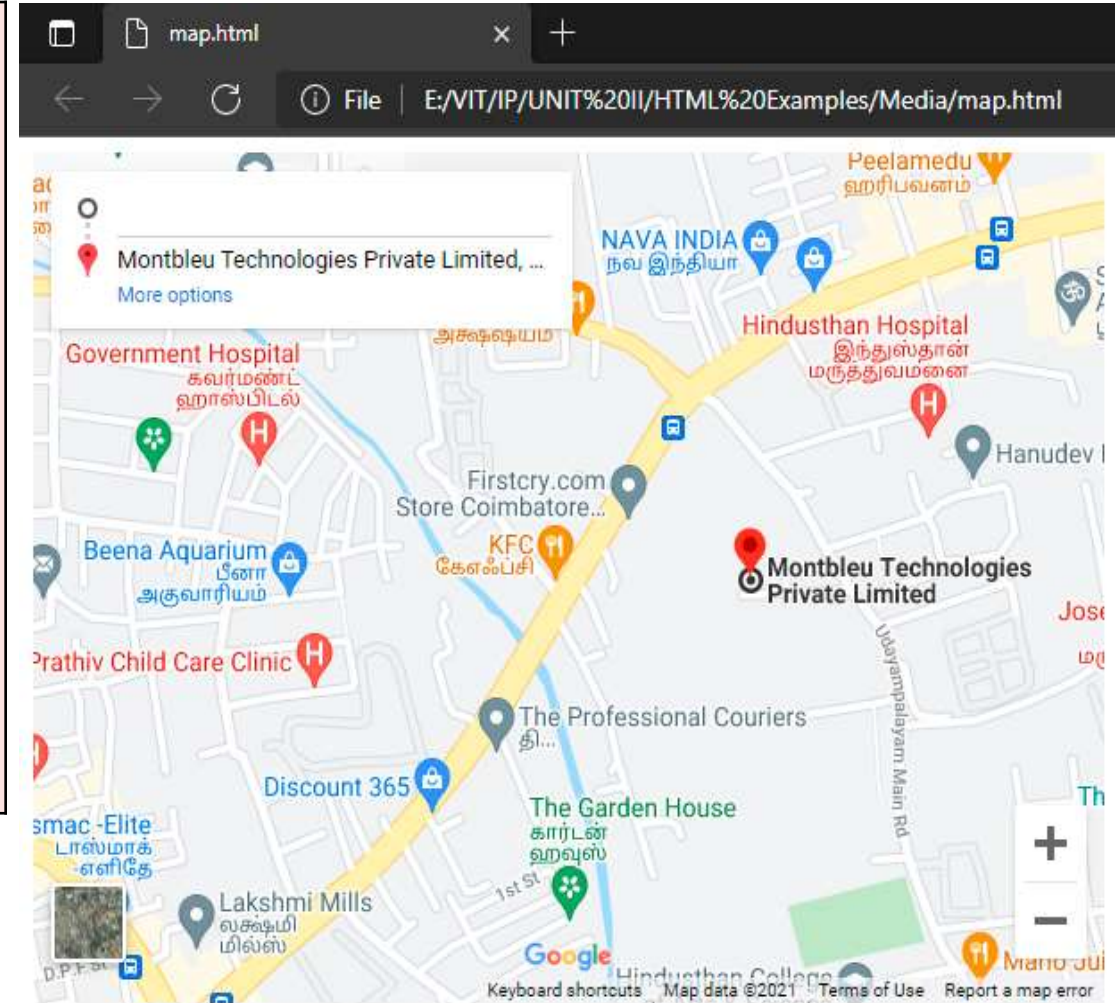 map.html
File
E:/VIT/IP/UNIT%20II/HTML%20Examples/Media/map.html
Peelamedu
ஹரிபவனம்
Montbleu Technologies Private Limited, ...
More options
NAVA INDIA
நவ இந்தியா
அக்ஷயம்
Hindusthan Hospital
இந்துஸ்தான்
மருத்துவமனை
Government Hospital
கவர்மண்ட்
ஹாஸ்பிடல்
Hanudev
Firstcry.com
Store Coimbatore...
KFC
கேஎஃப்சி
Beena Aquarium
பீனா
அகுவாரியம்
Montbleu Technologies
Private Limited
Prathiv Child Care Clinic
Udayampalayam Main Rd
The Professional Couriers
தி...
Discount 365
The Garden House
கார்டன்
ஹவுஸ்
smac -Elite
டாஸ்மாக்
-எளிதே
1st St
Lakshmi Mills
லக்ஷ்மி
மில்ஸ்
D.P.F St
Google
Hindusthan College
Keyboard shortcuts
Map data ©2021
Terms of Use
Report a map error